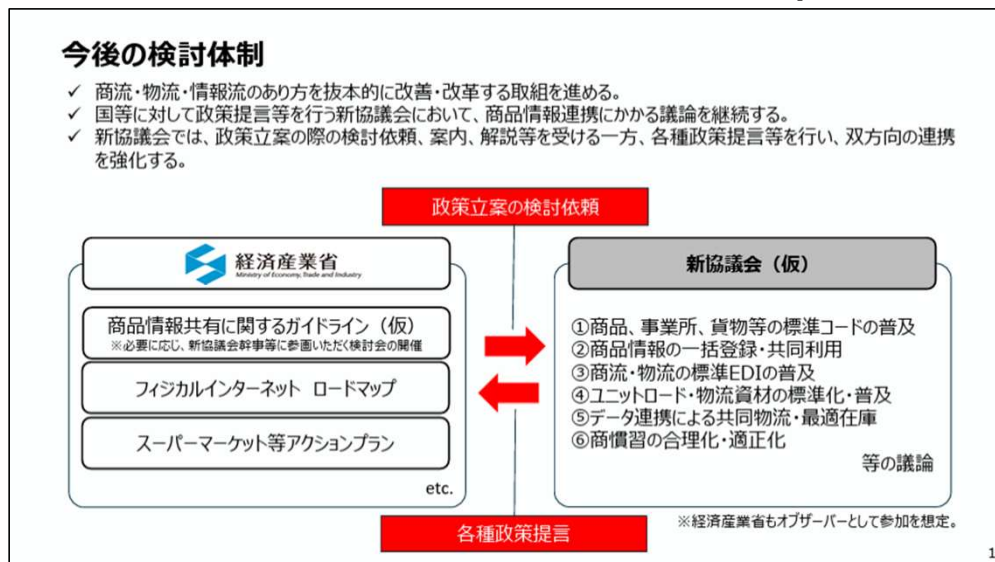 今後の検討体制
✓ 商流・物流・情報流のあり方を抜本的に改善・改革する取組を進める。
✓ 国等に対して政策提言等を行う新協議会において、商品情報連携にかかる議論を継続する。
✓ 新協議会では、政策立案の際の検討依頼、案内、解説等を受ける一方、各種政策提言等を行い、双方向の連携
を強化する。
政策立案の検討依頼
経済産業省
Ministry of Economy, Trade and Industry
商品情報共有に関するガイドライン（仮）
※必要に応じ、新協議会幹事等に参画いただく検討会の開催
フィジカルインターネット ロードマップ
スーパーマーケット等アクションプラン
etc.
新協議会（仮）
①商品、事業所、貨物等の標準コードの普及
②商品情報の一括登録・共同利用
③商流・物流の標準EDIの普及
④ユニットロード・物流資材の標準化・普及
⑤データ連携による共同物流・最適在庫
⑥商慣習の合理化・適正化
等の議論
各種政策提言
※経済産業省もオブザーバーとして参加を想定。
1